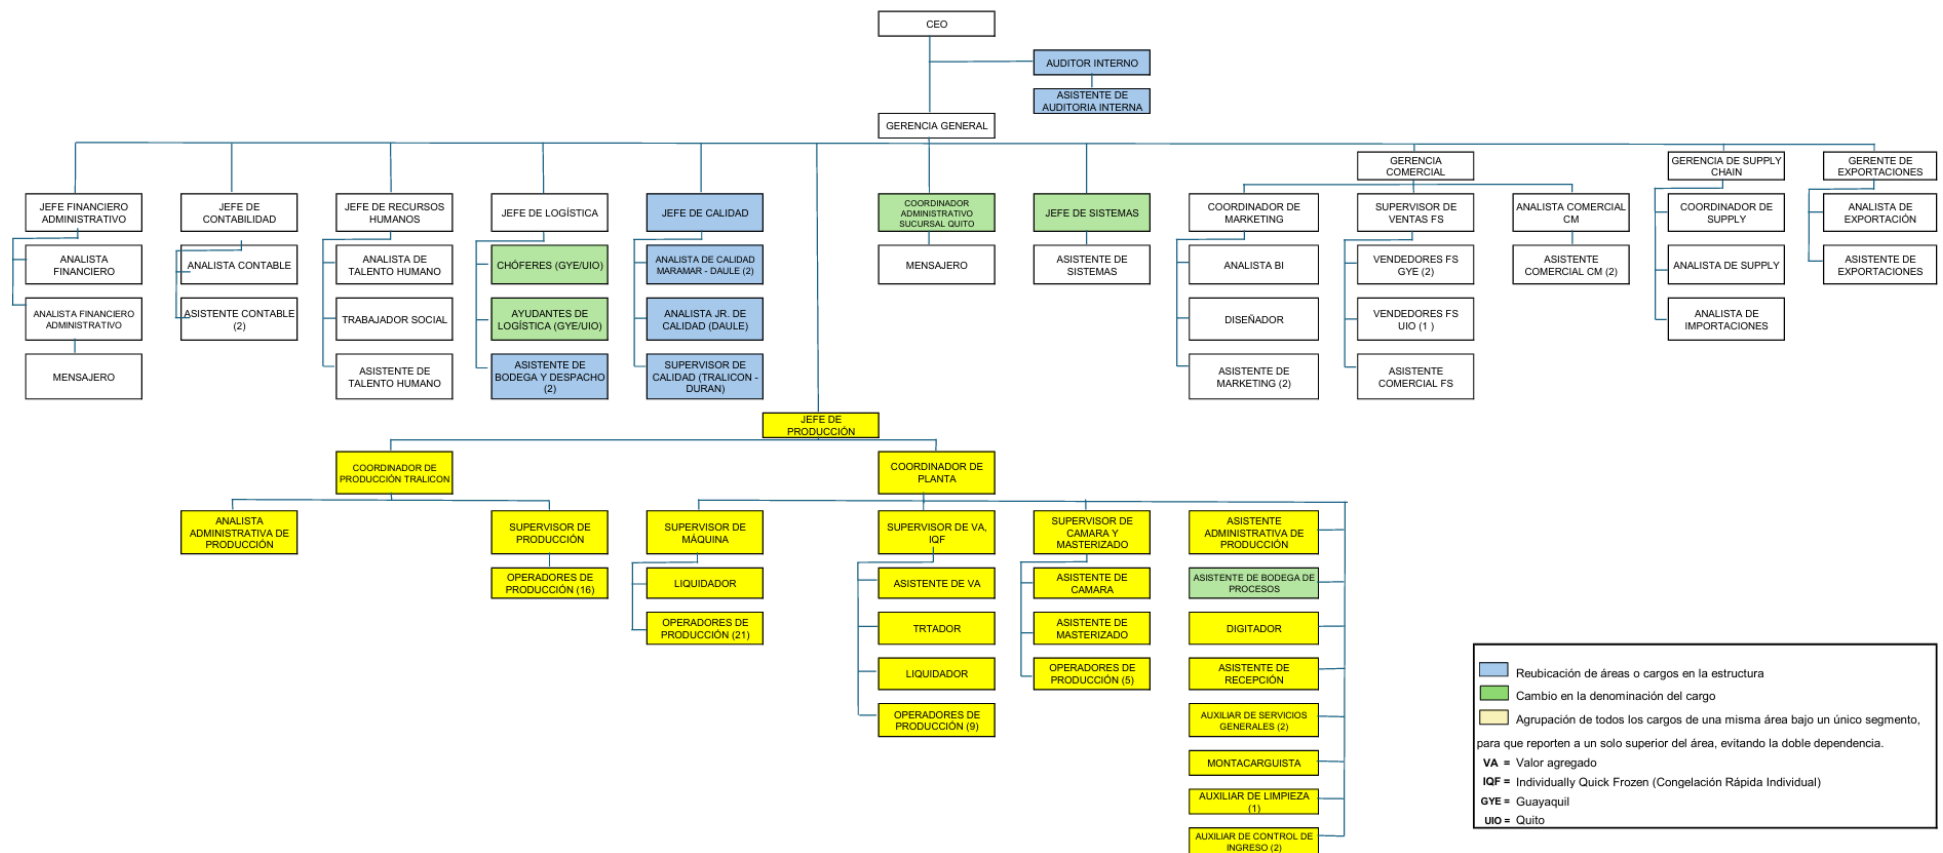 CEO
AUDITOR INTERNO
ASISTENTE DE
AUDITORIA INTERNA
GERENCIA GENERAL
GERENCIA
COMERCIAL
GERENCIA DE SUPPLY
CHAIN
GERENTE DE
EXPORTACIONES
JEFE FINANCIERO
ADMINISTRATIVO
JEFE DE
CONTABILIDAD
JEFE DE RECURSOS
HUMANOS
JEFE DE LOGÍSTICA
JEFE DE CALIDAD
COORDINADOR
ADMINISTRATIVO
SUCURSAL QUITO
JEFE DE SISTEMAS
COORDINADOR DE
MARKETING
SUPERVISOR DE
VENTAS FS
ANALISTA COMERCIAL
CM
COORDINADOR DE
SUPPLY
ANALISTA DE
EXPORTACIÓN
ANALISTA
FINANCIERO
ANALISTA CONTABLE
ANALISTA DE
TALENTO HUMANO
CHÓFERES (GYE/UIO)
ANALISTA DE CALIDAD
MARAMAR - DAULE (2)
MENSAJERO
ASISTENTE DE
SISTEMAS
ANALISTA BI
VENDEDORES FS
GYE (2)
ASISTENTE
COMERCIAL CM (2)
ANALISTA DE SUPPLY
ASISTENTE DE
EXPORTACIONES
ANALISTA FINANCIERO
ADMINISTRATIVO
ASISTENTE CONTABLE
(2)
TRABAJADOR SOCIAL
AYUDANTES DE
LOGÍSTICA (GYE/UIO)
ANALISTA JR. DE
CALIDAD (DAULE)
DISEÑADOR
VENDEDORES FS
UIO (1 )
ANALISTA DE
IMPORTACIONES
MENSAJERO
ASISTENTE DE
TALENTO HUMANO
ASISTENTE DE
BODEGA Y DESPACHO
(2)
SUPERVISOR DE
CALIDAD (TRALICON -
DURAN)
ASISTENTE DE
MARKETING (2)
ASISTENTE
COMERCIAL FS
JEFE DE
PRODUCCIÓN
COORDINADOR DE
PRODUCCIÓN TRALICON
COORDINADOR DE
PLANTA
ANALISTA
ADMINISTRATIVA DE
PRODUCCIÓN
SUPERVISOR DE
PRODUCCIÓN
SUPERVISOR DE
MÁQUINA
SUPERVISOR DE VA,
IQF
SUPERVISOR DE
CAMARA Y
MASTERIZADO
ASISTENTE
ADMINISTRATIVA DE
PRODUCCIÓN
OPERADORES DE
PRODUCCIÓN (16)
LIQUIDADOR
ASISTENTE DE VA
ASISTENTE DE
CAMARA
ASISTENTE DE BODEGA DE
PROCESOS
OPERADORES DE
PRODUCCIÓN (21)
TRTADOR
ASISTENTE DE
MASTERIZADO
DIGITADOR
LIQUIDADOR
OPERADORES DE
PRODUCCIÓN (5)
ASISTENTE DE
RECEPCIÓN
OPERADORES DE
PRODUCCIÓN (9)
AUXILIAR DE SERVICIOS
GENERALES (2)
MONTACARGUISTA
AUXILIAR DE LIMPIEZA
(1)
AUXILIAR DE CONTROL DE
INGRESO (2)
Reubicación de áreas o cargos en la estructura
Cambio en la denominación del cargo
Agrupación de todos los cargos de una misma área bajo un único segmento,
para que reporten a un solo superior del área, evitando la doble dependencia.
VA = Valor agregado
IQF = Individually Quick Frozen (Congelación Rápida Individual)
GYE = Guayaquil
UIO = Quito